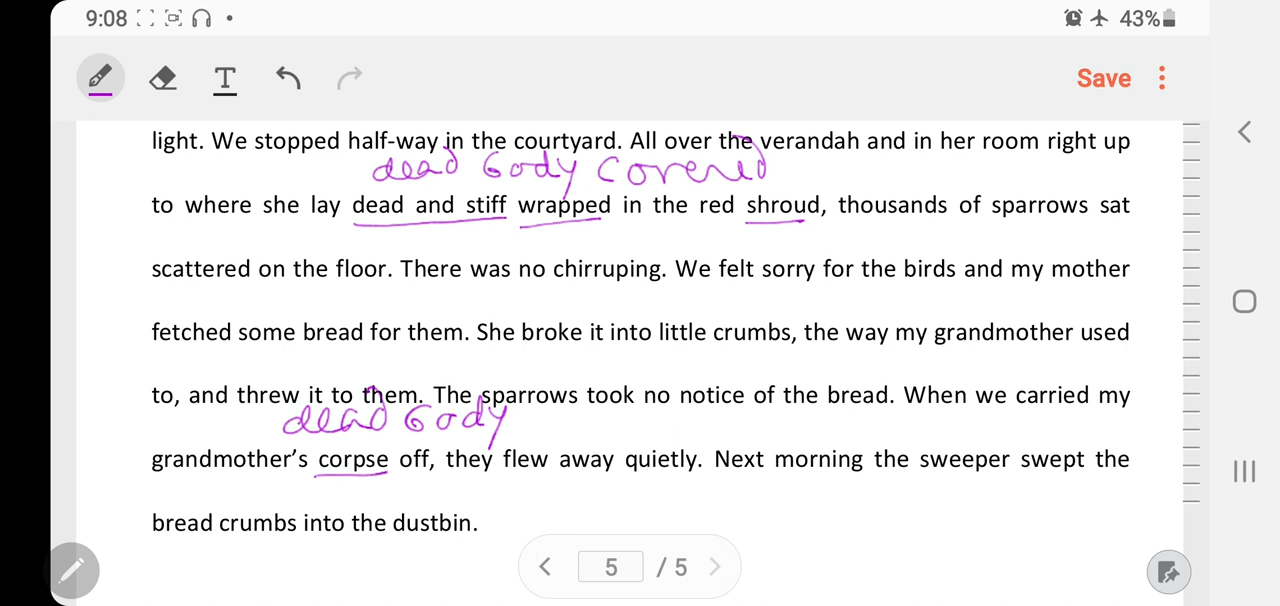 9:08 43%
T Save
light. We stopped half-way in the courtyard. All over the verandah and in her room right up
dead body covered
to where she lay dead and stiff wrapped in the red shroud, thousands of sparrows sat
scattered on the floor. There was no chirruping. We felt sorry for the birds and my mother
fetched some bread for them. She broke it into little crumbs, the way my grandmother used
to, and threw it to them. The sparrows took no notice of the bread. When we carried my
dead body
grandmother’s corpse off, they flew away quietly. Next morning the sweeper swept the
bread crumbs into the dustbin.
5 / 5